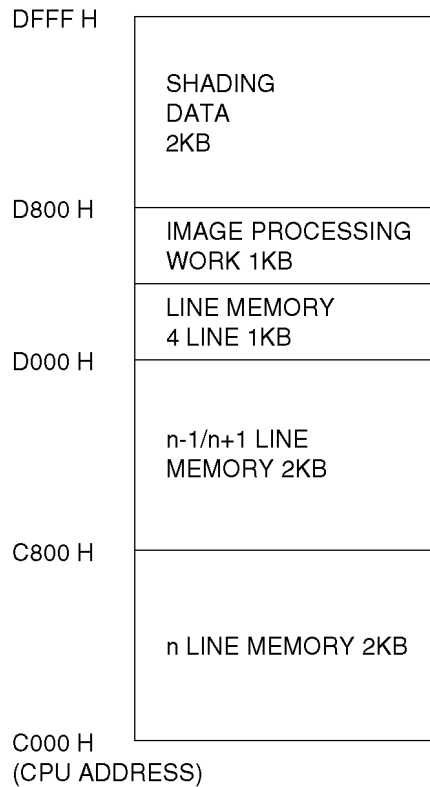 DFFF H
SHADING
DATA
2KB
D800 H
IMAGE PROCESSING
WORK 1KB
LINE MEMORY
4 LINE 1KB
D000 H
n-1/n+1 LINE
MEMORY 2KB
C800 H
n LINE MEMORY 2KB
C000 H
(CPU ADDRESS)